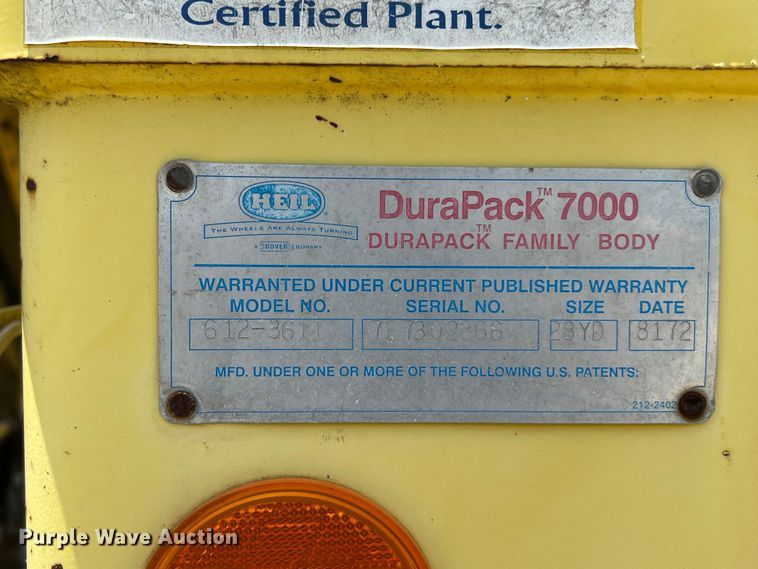 Certified Plant.
HEIL
THE WHEELS ARE ALWAYS TURNING
A DOVER COMPANY
DuraPack™ 7000
DURAPACK™ FAMILY BODY
WARRANTED UNDER CURRENT PUBLISHED WARRANTY
MODEL NO. SERIAL NO. SIZE DATE
28YD 8172
MFD. UNDER ONE OR MORE OF THE FOLLOWING U.S. PATENTS:
Purple Wave Auction